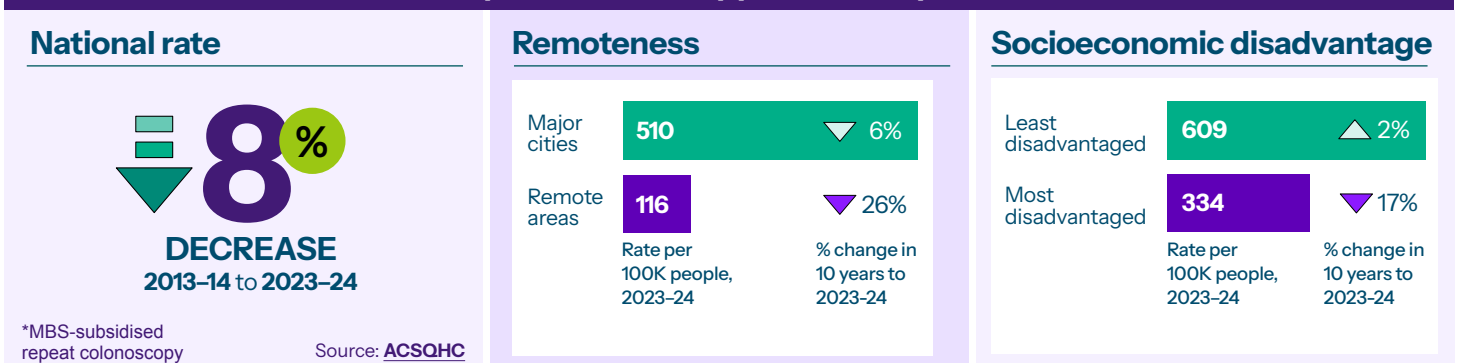 National rate
8%
DECREASE
2013–14 to 2023–24
*MBS-subsidised
repeat colonoscopy
Source: ACSQHC
Remoteness
Major
cities
510
6%
Remote
areas
116
26%
Rate per
100K people,
2023–24
% change in
10 years to
2023-24
Socioeconomic disadvantage
Least
disadvantaged
609
2%
Most
disadvantaged
334
17%
Rate per
100K people,
2023–24
% change in
10 years to
2023-24